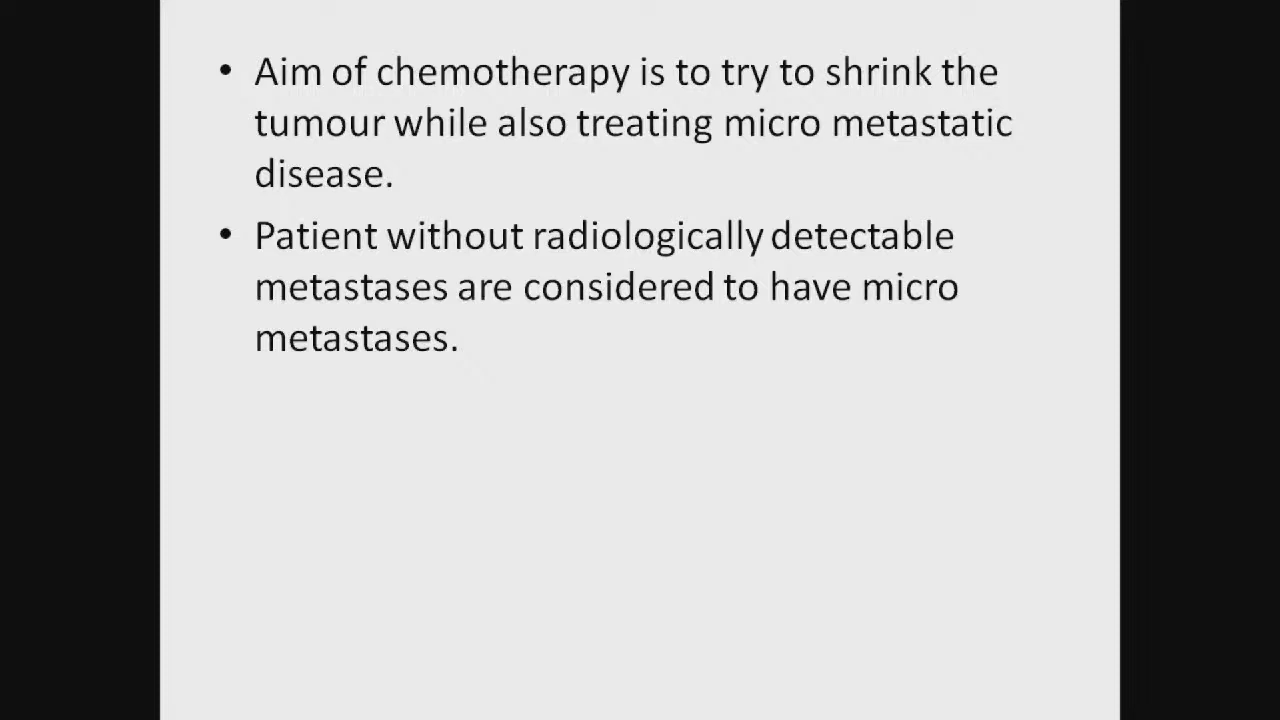 • Aim of chemotherapy is to try to shrink the
tumour while also treating micro metastatic
disease.
• Patient without radiologically detectable
metastases are considered to have micro
metastases.